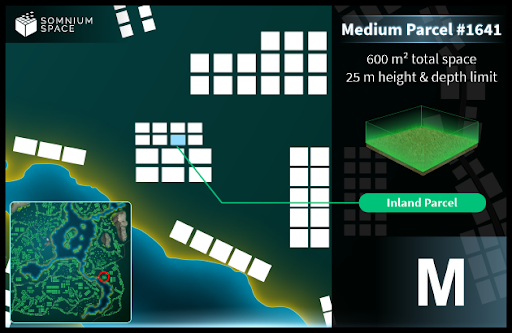 SOMNIUM
SPACE
Medium Parcel #1641
600 m² total space
25 m height & depth limit
Inland Parcel
M